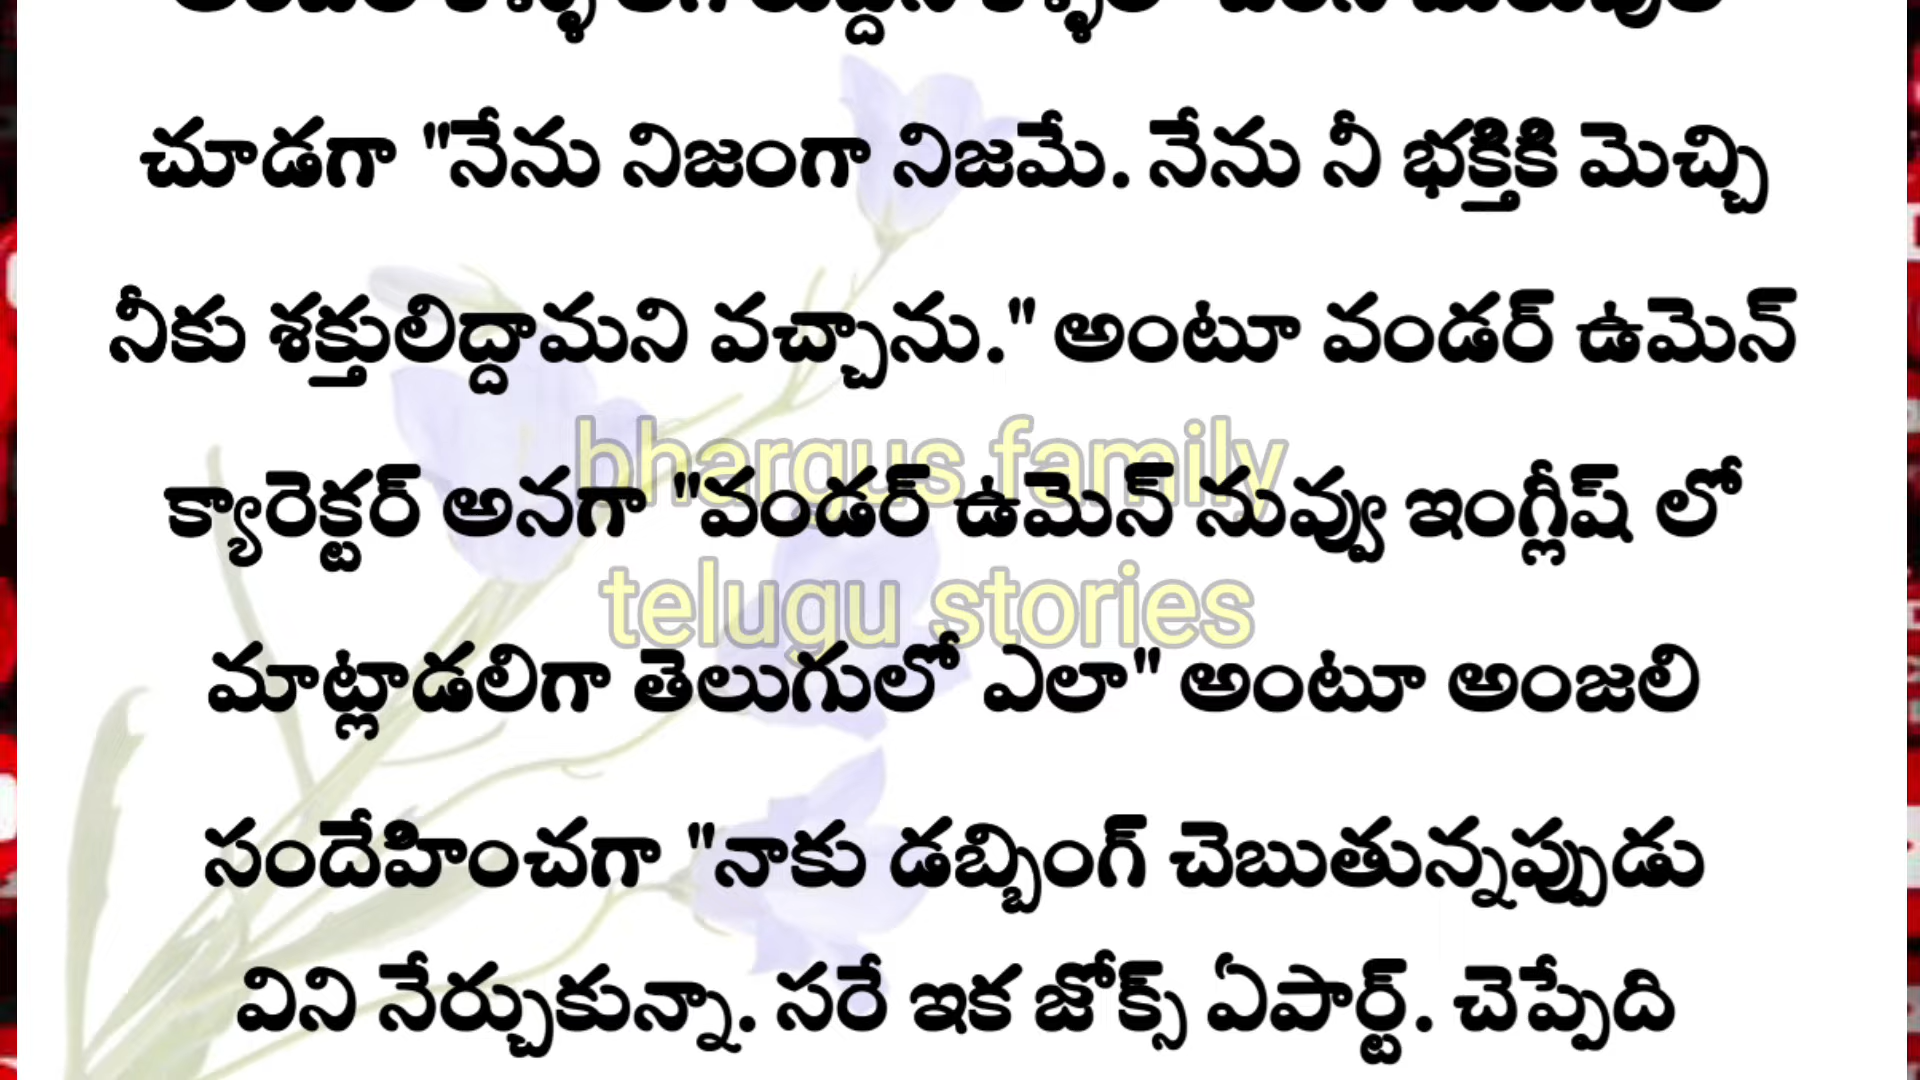 చూడగా "నేను నిజంగా నిజమే. నేను నీ భక్తికి మెచ్చి
నీకు శక్తులిద్దామని వచ్చాను." అంటూ వండర్ ఉమెన్
bhargus family
క్యారెక్టర్ అనగా "వండర్ ఉమెన్ నువ్వు ఇంగ్లీష్ లో
telugu stories
మాట్లాడలిగా తెలుగులో ఎలా" అంటూ అంజలి
సందేహించగా "నాకు డబ్బింగ్ చెబుతున్నప్పుడు
విని నేర్చుకున్నా. సరే ఇక జోక్స్ ఏపార్ట్. చెప్పేది